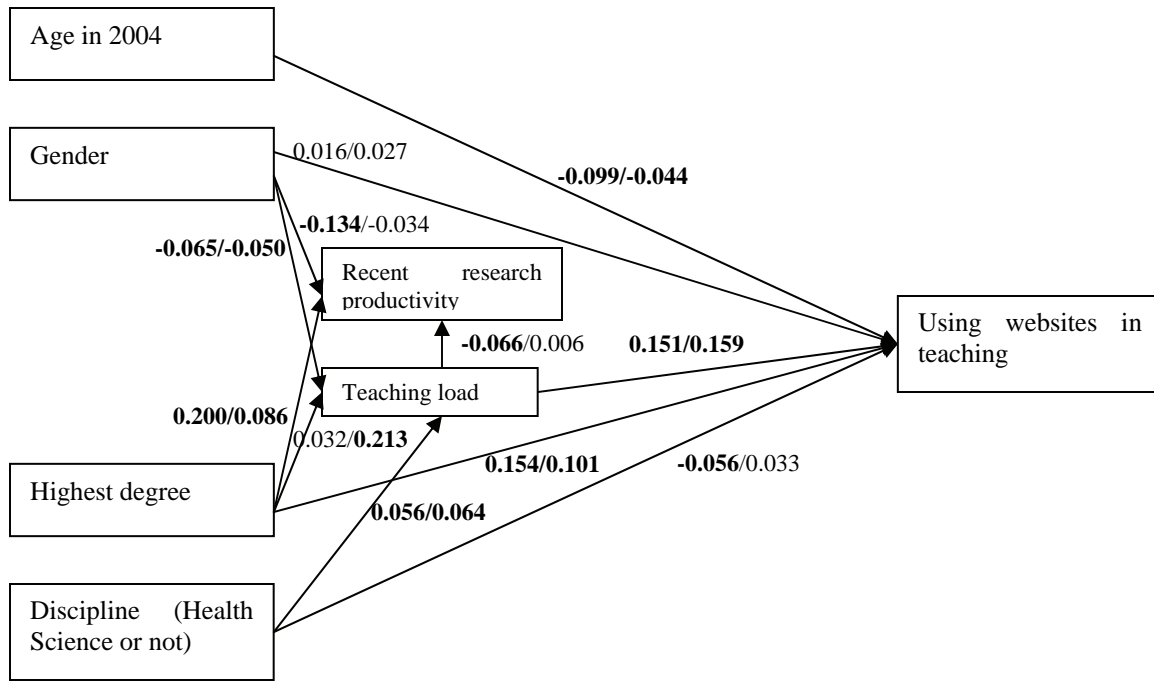 Age in 2004
Gender
0.016/0.027
-0.099/-0.044
-0.134/-0.034
-0.065/-0.050
Recent research
productivity
Using websites in
teaching
-0.066/0.006
0.151/0.159
Teaching load
0.200/0.086
0.032/0.213
Highest degree
0.154/0.101
-0.056/0.033
0.056/0.064
Discipline (Health
Science or not)